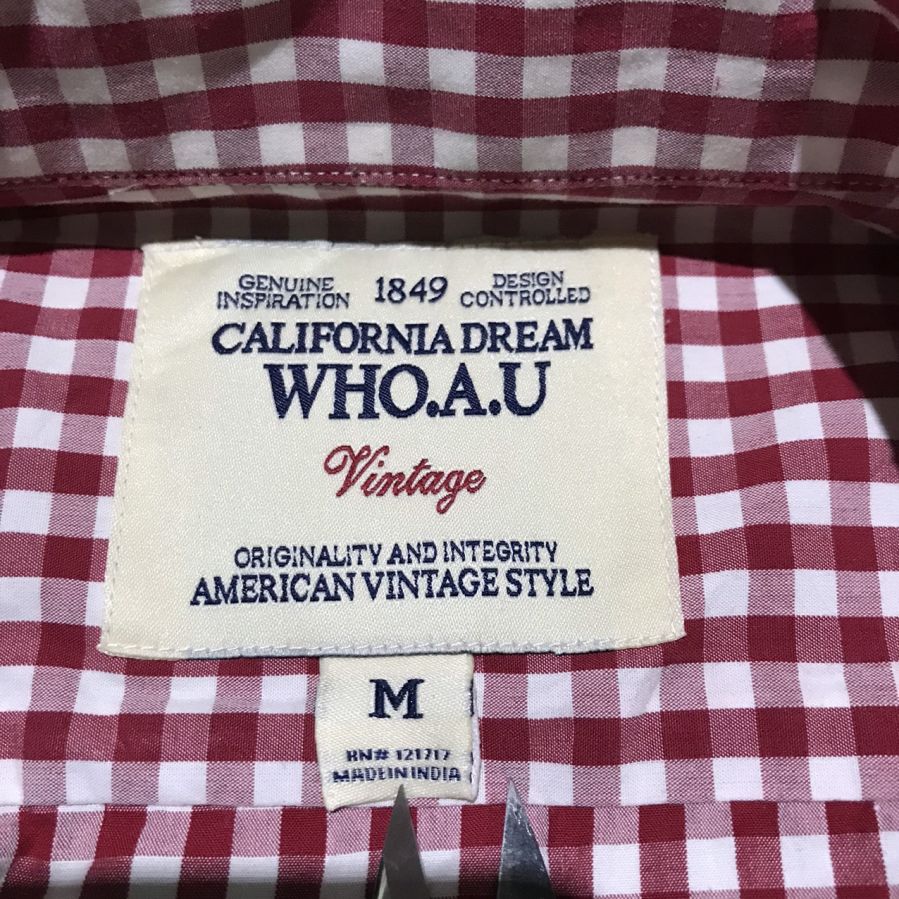 GENUINE INSPIRATION 1849 DESIGN CONTROLLED
CALIFORNIA DREAM
WHO.A.U
Vintage
ORIGINALITY AND INTEGRITY
AMERICAN VINTAGE STYLE
M
RN# 121717
MADE IN INDIA